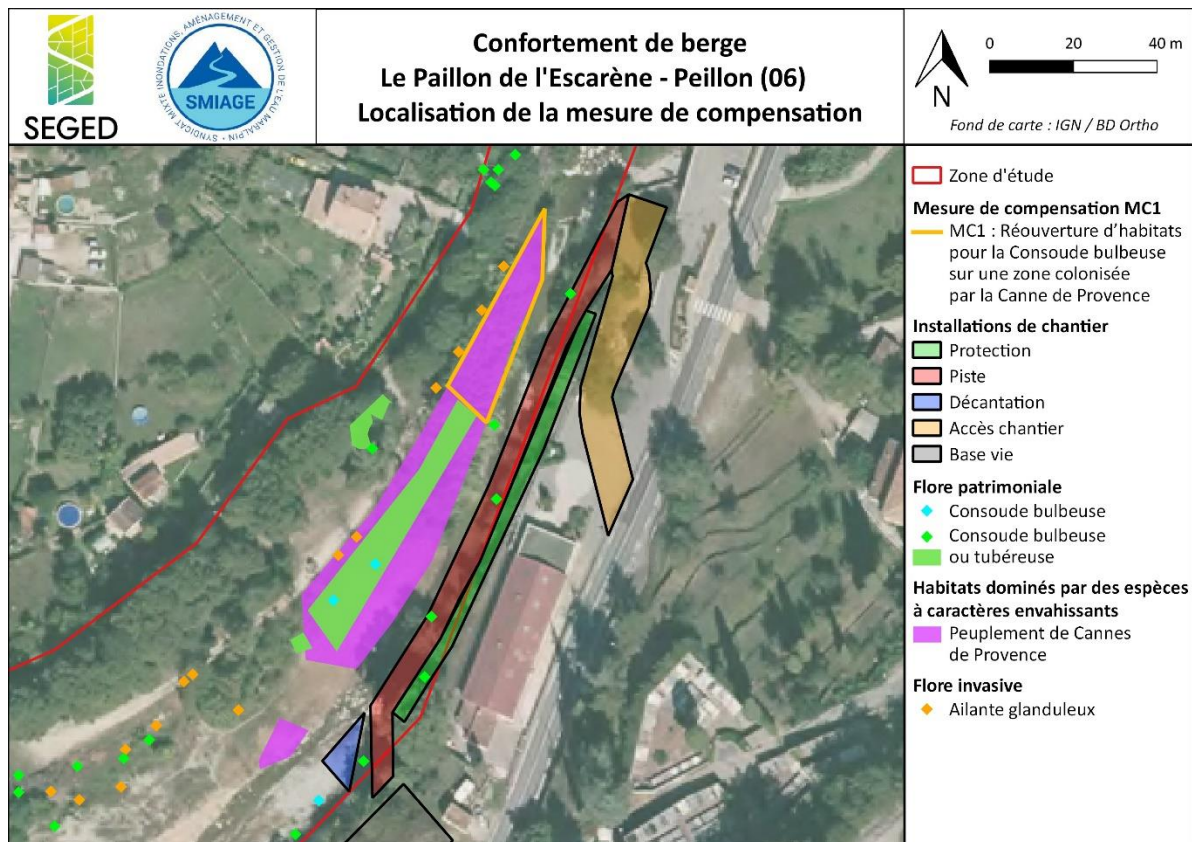 SEGED
SYNDICAT MIXTE INONDATIONS, AMÉNAGEMENT ET GESTION DE L'EAU MARALPIN
SMIAGE
Confortement de berge
Le Paillon de l'Escarène - Peillon (06)
Localisation de la mesure de compensation
N
0 20 40 m
Fond de carte : IGN / BD Ortho
Zone d'étude
Mesure de compensation MC1
MC1 : Réouverture d'habitats
pour la Consoude bulbeuse
sur une zone colonisée
par la Canne de Provence
Installations de chantier
Protection
Piste
Décantation
Accès chantier
Base vie
Flore patrimoniale
Consoude bulbeuse
Consoude bulbeuse
ou tubéreuse
Habitats dominés par des espèces
à caractères envahissants
Peuplement de Cannes
de Provence
Flore invasive
Ailante glanduleux